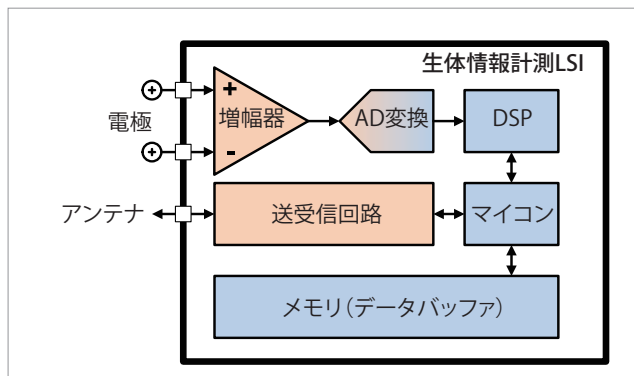 生体情報計測LSI
電極
+
増幅器
-
AD変換
DSP
アンテナ
送受信回路
マイコン
メモリ(データバッファ)